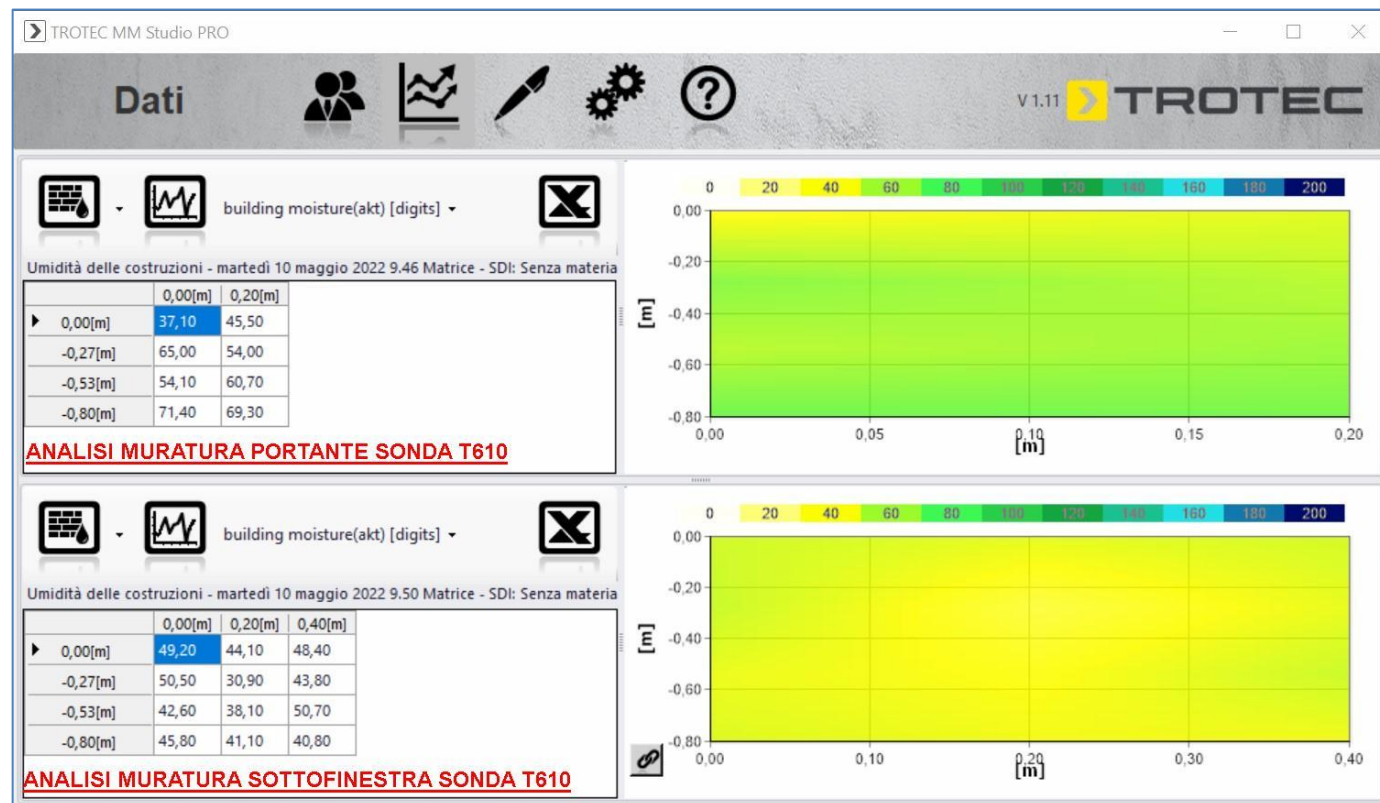 TROTEC MM Studio PRO
Dati
V 1.11 TROTEC
building moisture(akt) [digits]
Umidità delle costruzioni - martedì 10 maggio 2022 9.46 Matrice - SDI: Senza materia
0,00[m] 0,20[m]
0,00[m] 37,10 45,50
-0,27[m] 65,00 54,00
-0,53[m] 54,10 60,70
-0,80[m] 71,40 69,30
ANALISI MURATURA PORTANTE SONDA T610
0 20 40 60 80 100 120 140 160 180 200
0,00
-0,20
-0,40
-0,60
-0,80
[m]
0,00 0,05 0,10 0,15 0,20
[m]
building moisture(akt) [digits]
Umidità delle costruzioni - martedì 10 maggio 2022 9.50 Matrice - SDI: Senza materia
0,00[m] 0,20[m] 0,40[m]
0,00[m] 49,20 44,10 48,40
-0,27[m] 50,50 30,90 43,80
-0,53[m] 42,60 38,10 50,70
-0,80[m] 45,80 41,10 40,80
ANALISI MURATURA SOTTOFINESTRA SONDA T610
0 20 40 60 80 100 120 140 160 180 200
0,00
-0,20
-0,40
-0,60
-0,80
[m]
0,00 0,10 0,20 0,30 0,40
[m]